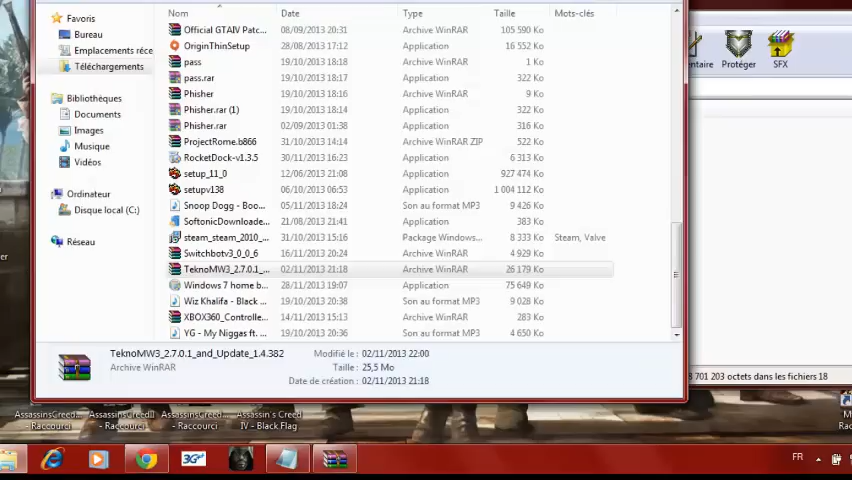 Favoris
Bureau
Emplacements réce
Téléchargements
Bibliothèques
Documents
Images
Musique
Vidéos
Ordinateur
Disque local (C:)
Réseau
Nom Date Type Taille Mots-clés
Official GTAIV Patc... 08/09/2013 20:31 Archive WinRAR 105 590 Ko
OriginThinSetup 28/08/2013 17:12 Application 16 552 Ko
pass 19/10/2013 18:18 Archive WinRAR 1 Ko
pass.rar 19/10/2013 18:17 Application 322 Ko
Phisher 19/10/2013 18:16 Archive WinRAR 9 Ko
Phisher.rar (1) 19/10/2013 18:14 Application 322 Ko
Phisher.rar 02/09/2013 01:38 Application 316 Ko
ProjectRome.b866 31/10/2013 14:14 Archive WinRAR ZIP 522 Ko
RocketDock-v1.3.5 30/11/2013 16:23 Application 6 313 Ko
setup_11_0 12/06/2013 21:08 Application 927 474 Ko
setupv138 06/10/2013 06:53 Application 1 004 112 Ko
Snoop Dogg - Boo... 05/11/2013 18:24 Son au format MP3 9 426 Ko
SoftonicDownloade... 21/08/2013 21:41 Application 383 Ko
steam_steam_2010_... 31/10/2013 15:16 Package Windows... 8 333 Ko Steam, Valve
Switchbotv3_0_6 16/11/2013 20:24 Archive WinRAR 4 929 Ko
TeknoMW3_2.7.0.1_... 02/11/2013 21:18 Archive WinRAR 26 179 Ko
Windows 7 home b... 28/11/2013 19:07 Application 75 649 Ko
Wiz Khalifa - Black ... 19/10/2013 20:38 Son au format MP3 9 028 Ko
XBOX360_Controlle... 14/11/2013 15:13 Archive WinRAR 283 Ko
YG - My Niggas ft. ... 19/10/2013 20:36 Son au format MP3 4 650 Ko
TeknoMW3_2.7.0.1_and_Update_1.4.382 Modifié le : 02/11/2013 22:00
Archive WinRAR Taille : 25,5 Mo
Date de création : 02/11/2013 21:18
entaire Protéger SFX
701 203 octets dans les fichiers 18
AssassinsCreed... - Raccourci
AssassinsCreedII - Raccourci
AssassinsCreed... - Raccourci
Assassin's Creed IV - Black Flag
3G+
FR